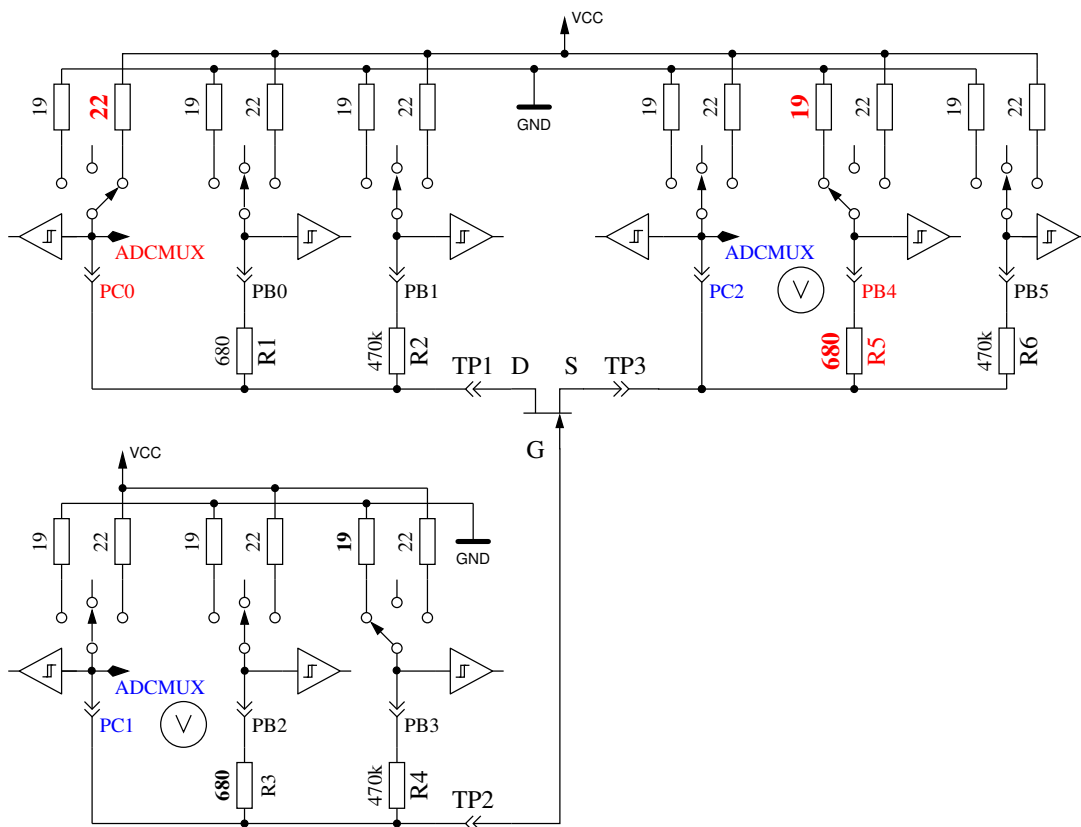 VCC
19 22 19 22 19 22 19 22 19 22 19 22
GND
ADCMUX ADCMUX
PC0 PB0 PB1 PC2 V PB4 PB5
680 R1 470k R2 680 R5 470k R6
TP1 D S TP3
G
VCC
19 22 19 22 19 22
GND
ADCMUX
PC1 V PB2 PB3
680 R3 470k R4
TP2